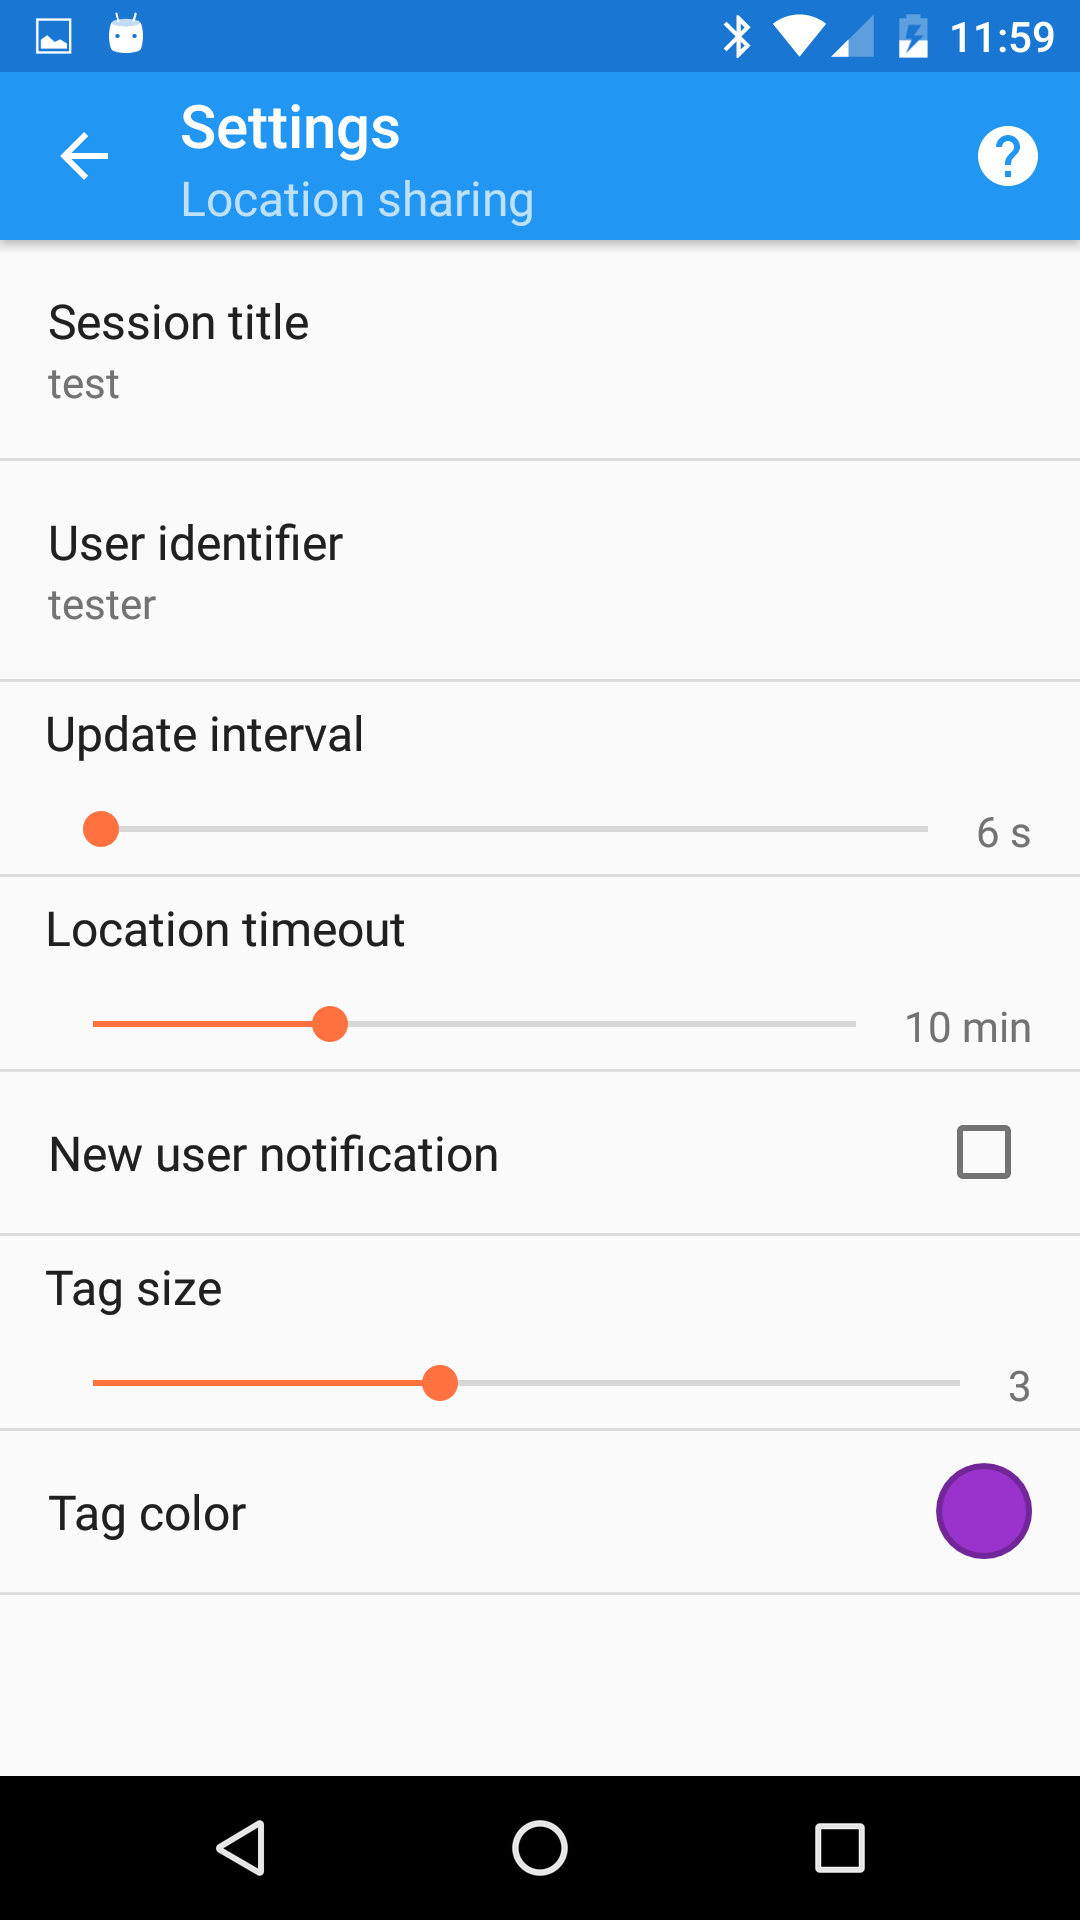 11:59
Settings
Location sharing
Session title
test
User identifier
tester
Update interval
6 s
Location timeout
10 min
New user notification
Tag size
3
Tag color